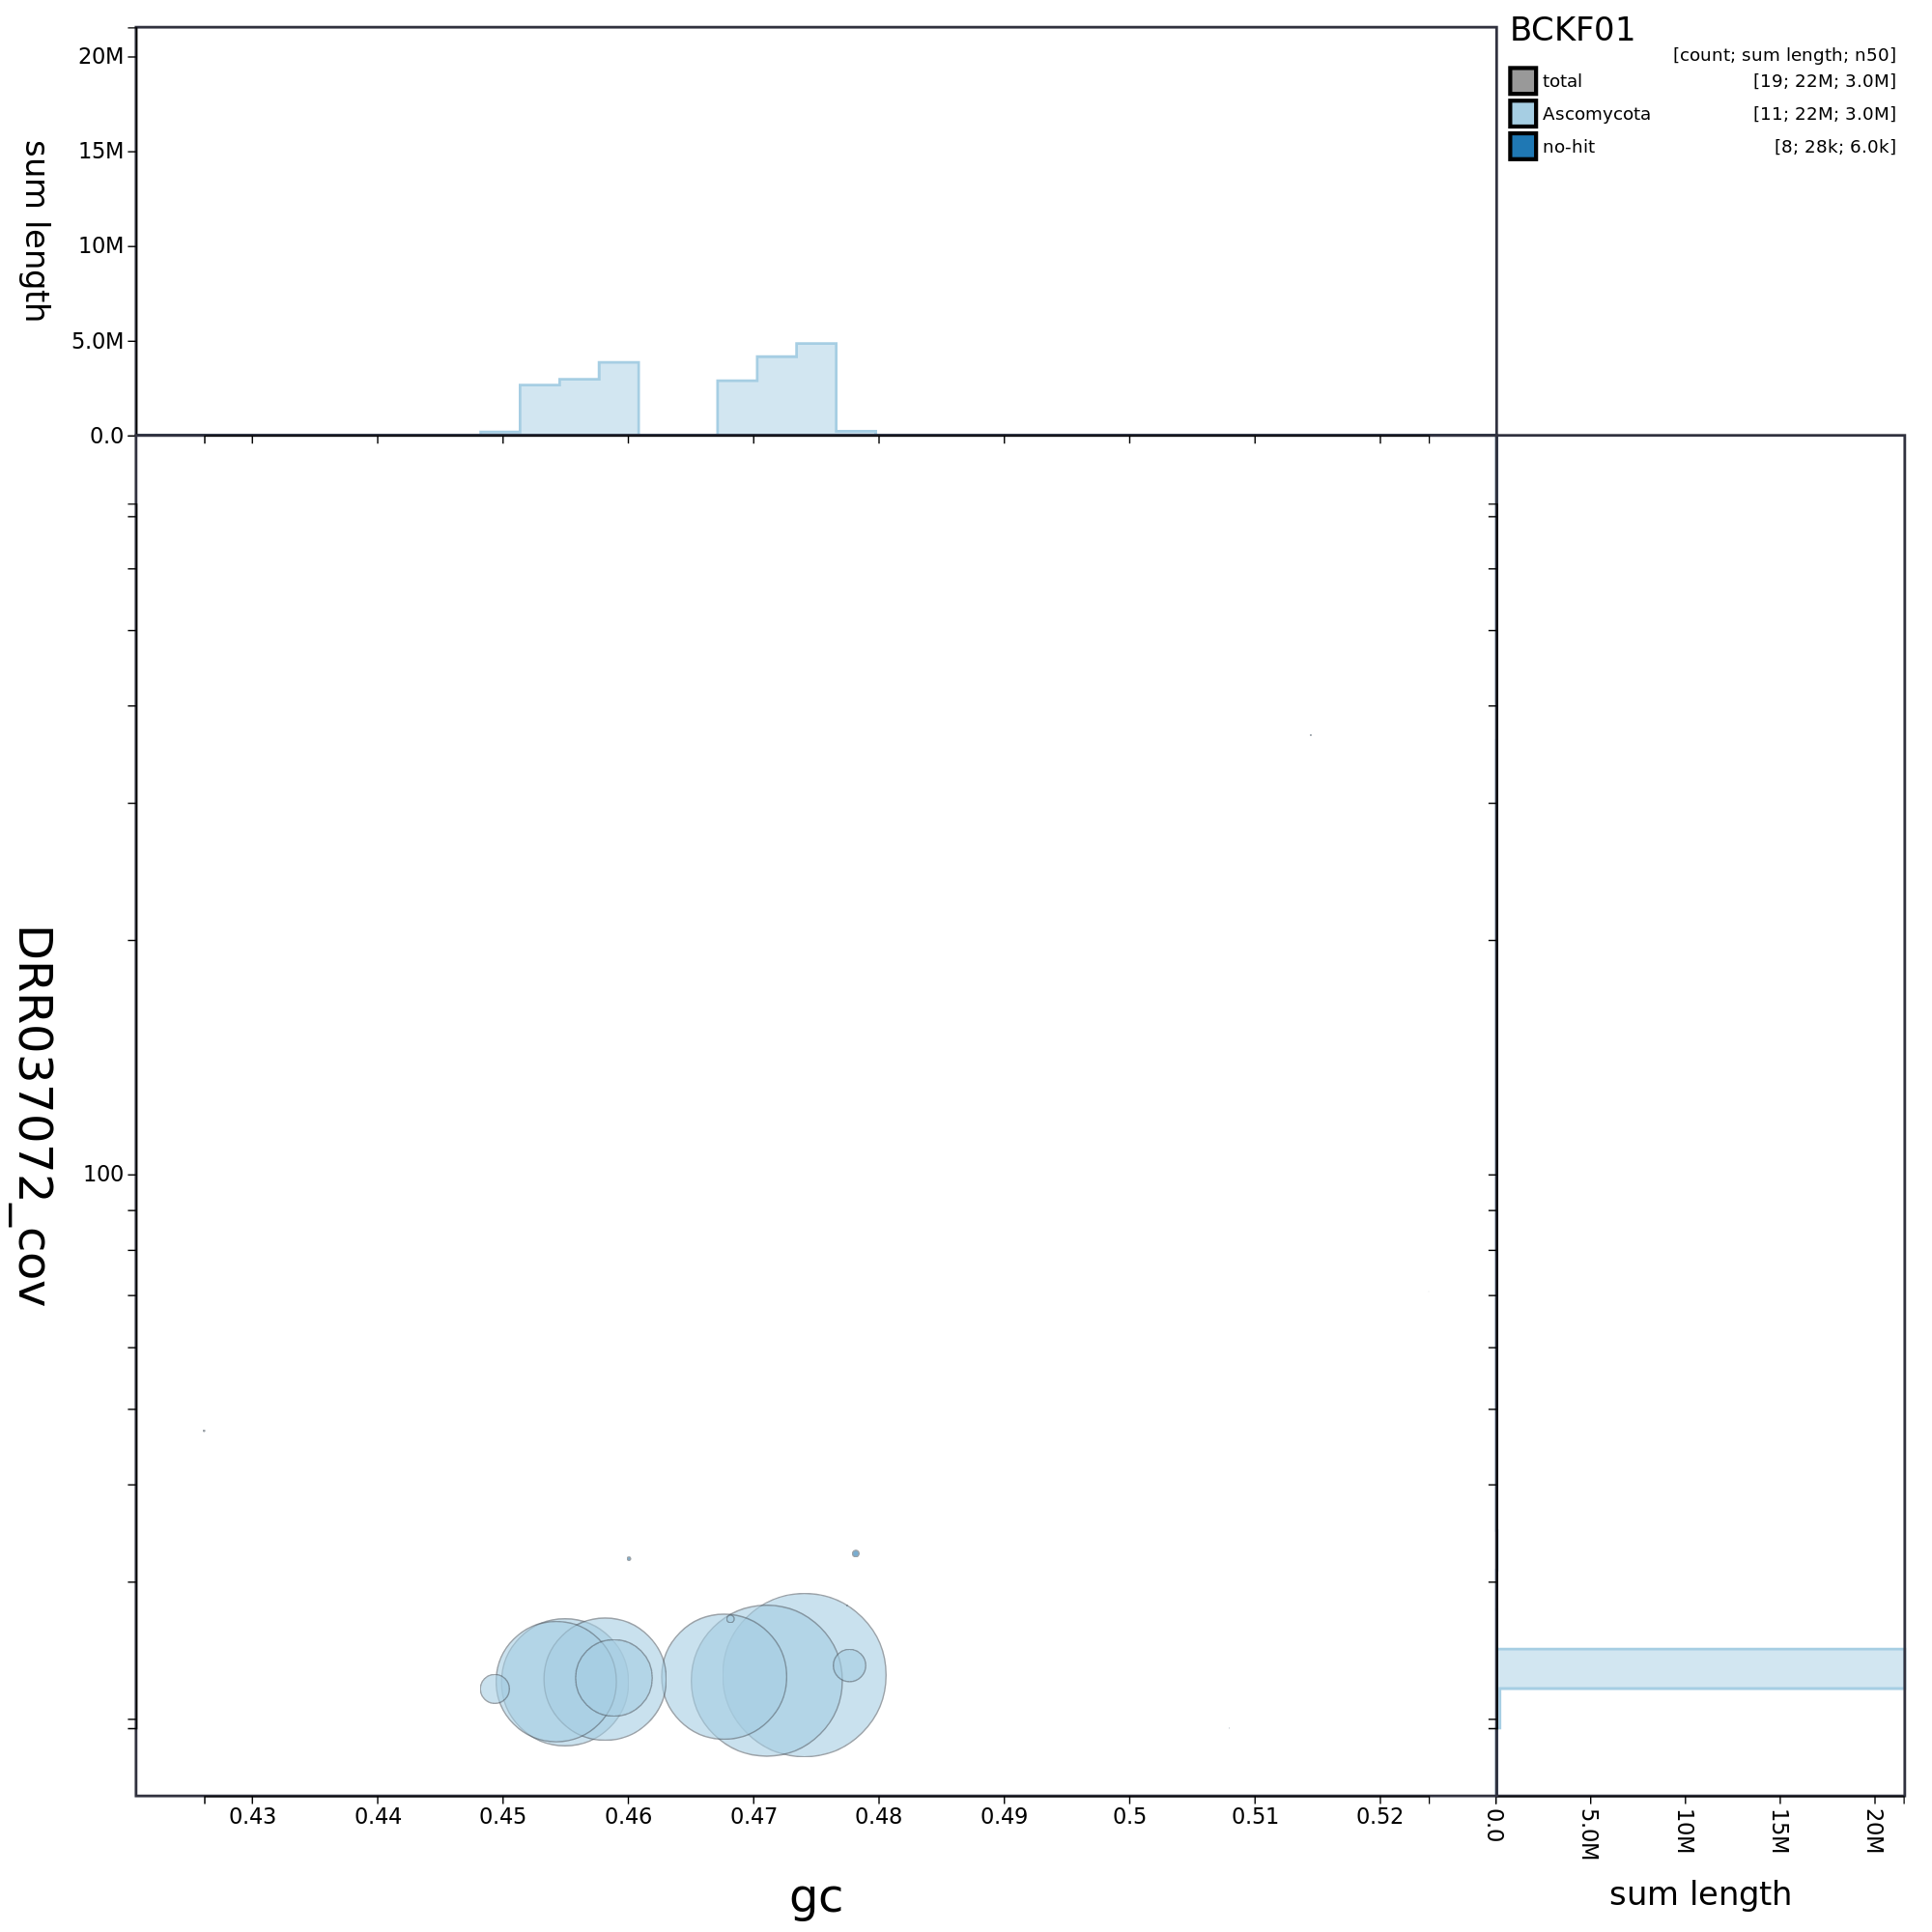 BCKF01
[count; sum length; n50]
total [19; 22M; 3.0M]
Ascomycota [11; 22M; 3.0M]
no-hit [8; 28k; 6.0k]
sum length
20M
15M
10M
5.0M
0.0
DRR037072_cov
100
0.43 0.44 0.45 0.46 0.47 0.48 0.49 0.5 0.51 0.52
gc
0.0 5.0M 10M 15M 20M
sum length